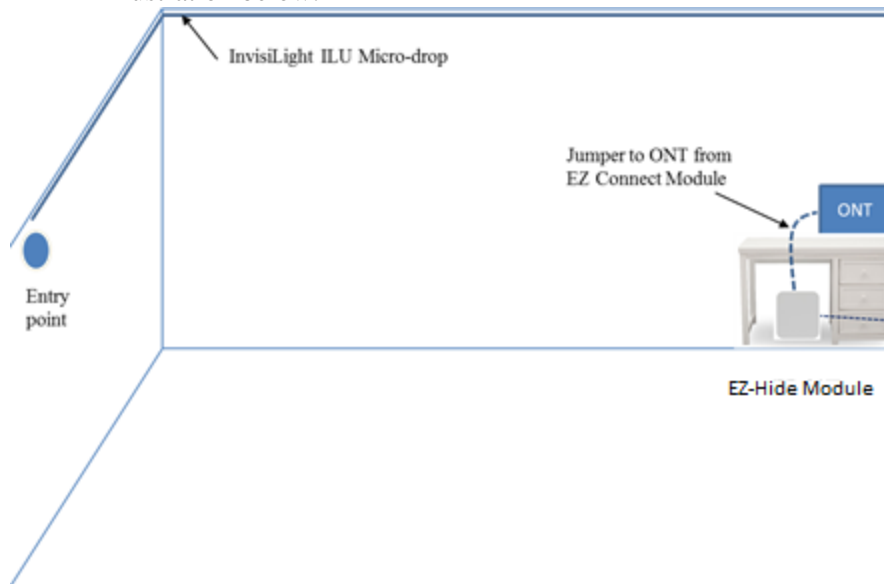 InvisiLight ILU Micro-drop
Jumper to ONT from
EZ Connect Module
ONT
Entry
point
EZ-Hide Module